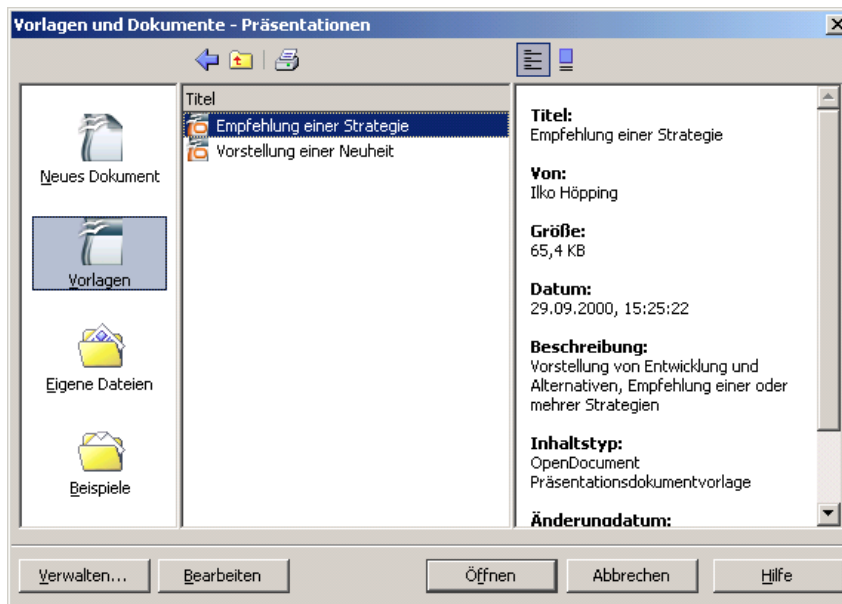 Vorlagen und Dokumente - Präsentationen
Neues Dokument
Vorlagen
Eigene Dateien
Beispiele
Titel
Empfehlung einer Strategie
Vorstellung einer Neuheit
Titel:
Empfehlung einer Strategie
Von:
Ilko Höpping
Größe:
65,4 KB
Datum:
29.09.2000, 15:25:22
Beschreibung:
Vorstellung von Entwicklung und
Alternativen, Empfehlung einer oder
mehrer Strategien
Inhaltstyp:
OpenDocument
Präsentationsdokumentvorlage
Änderungdatum:
Verwalten...
Bearbeiten
Öffnen
Abbrechen
Hilfe